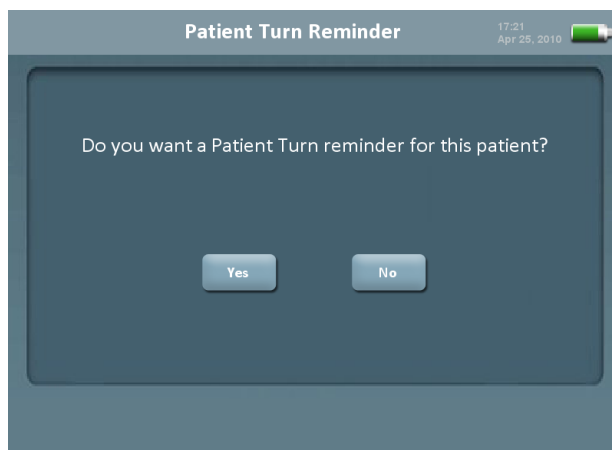 Patient Turn Reminder
17:21
Apr 25, 2010
Do you want a Patient Turn reminder for this patient?
Yes
No